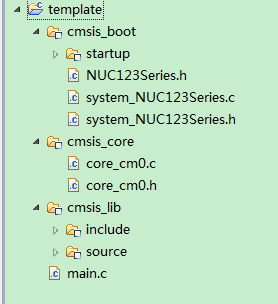 template
cmsis_boot
startup
NUC123Series.h
system_NUC123Series.c
system_NUC123Series.h
cmsis_core
core_cm0.c
core_cm0.h
cmsis_lib
include
source
main.c